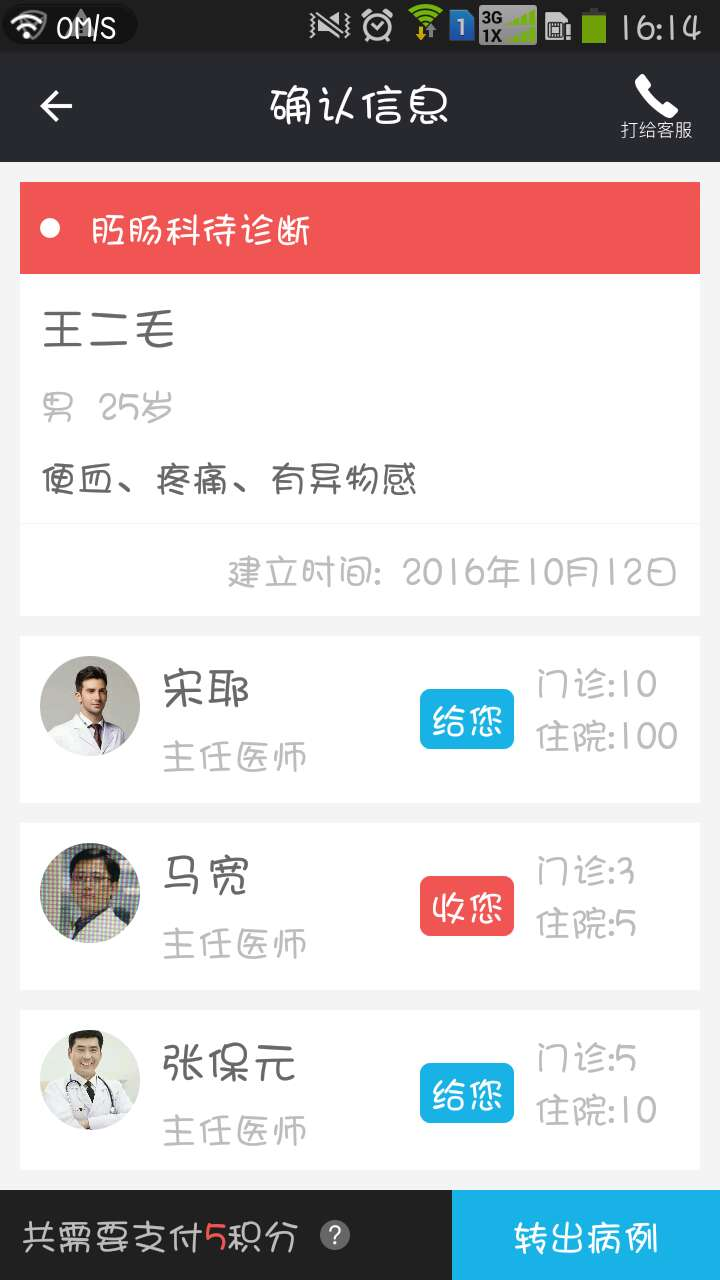 0M/S
1
3G
1X
16:14
确认信息
打给客服
肛肠科待诊断
王二毛
男 25岁
便血、疼痛、有异物感
建立时间: 2016年10月12日
宋耶
主任医师
给您
门诊:10
住院:100
马宽
主任医师
收您
门诊:3
住院:5
张保元
主任医师
给您
门诊:5
住院:10
共需要支付5积分 ?
转出病例